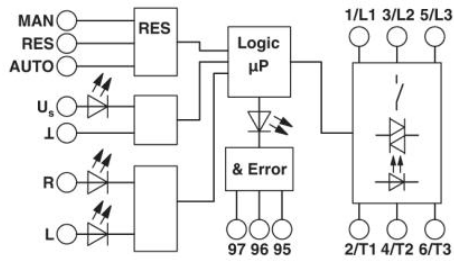 MAN
RES
AUTO
RES
Us
⊥
R
L
Logic
µP
& Error
97 96 95
1/L1 3/L2 5/L3
2/T1 4/T2 6/T3